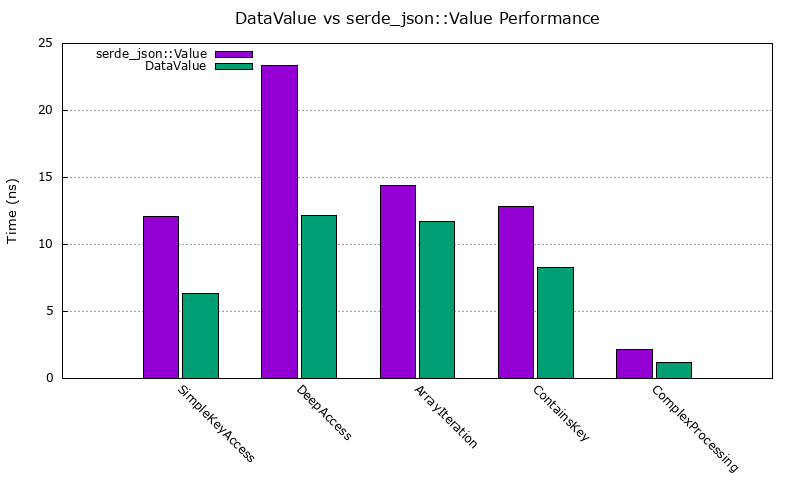 DataValue vs serde_json::Value Performance
serde_json::Value
DataValue
Time (ns)
25
20
15
10
5
0
SimpleKeyAccess
DeepAccess
ArrayIteration
ContainsKey
ComplexProcessing